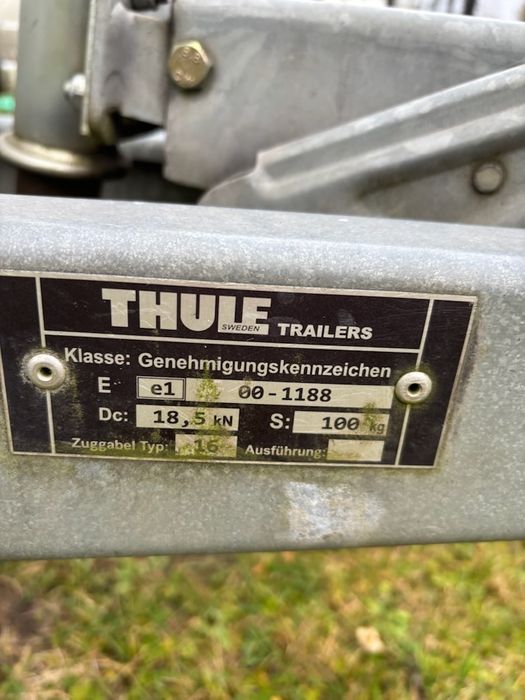 THULE
SWEDEN TRAILERS
Klasse: Genehmigungskennzeichen
E e1 00-1188
Dc: 18,5 kN S: 100 kg
Zuggabel Typ: 16 Ausführung: